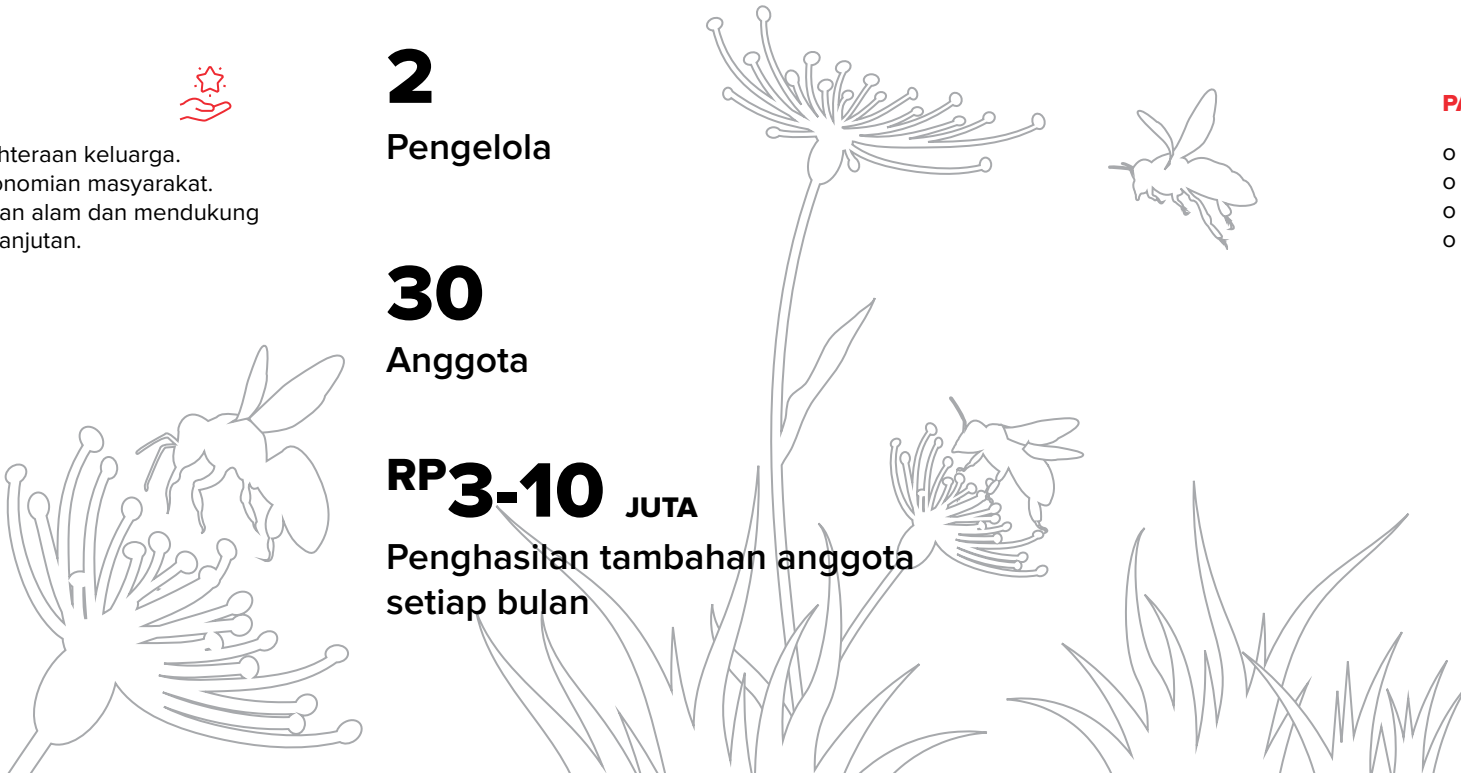 hteraan keluarga.
onomian masyarakat.
an alam dan mendukung
anjutan.
2
Pengelola
30
Anggota
RP3-10 JUTA
Penghasilan tambahan anggota
setiap bulan
PA
o
o
o
o